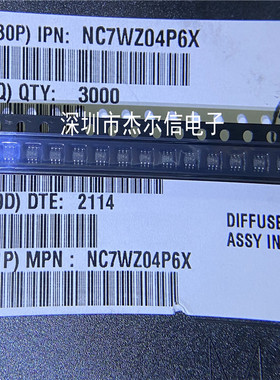 30P) IPN: NC7WZ04P6X
Q) QTY: 3000
深圳市杰尔信电子
9D) DTE: 2114
DIFFUSE
ASSY IN
1P) MPN : NC7WZ04P6X